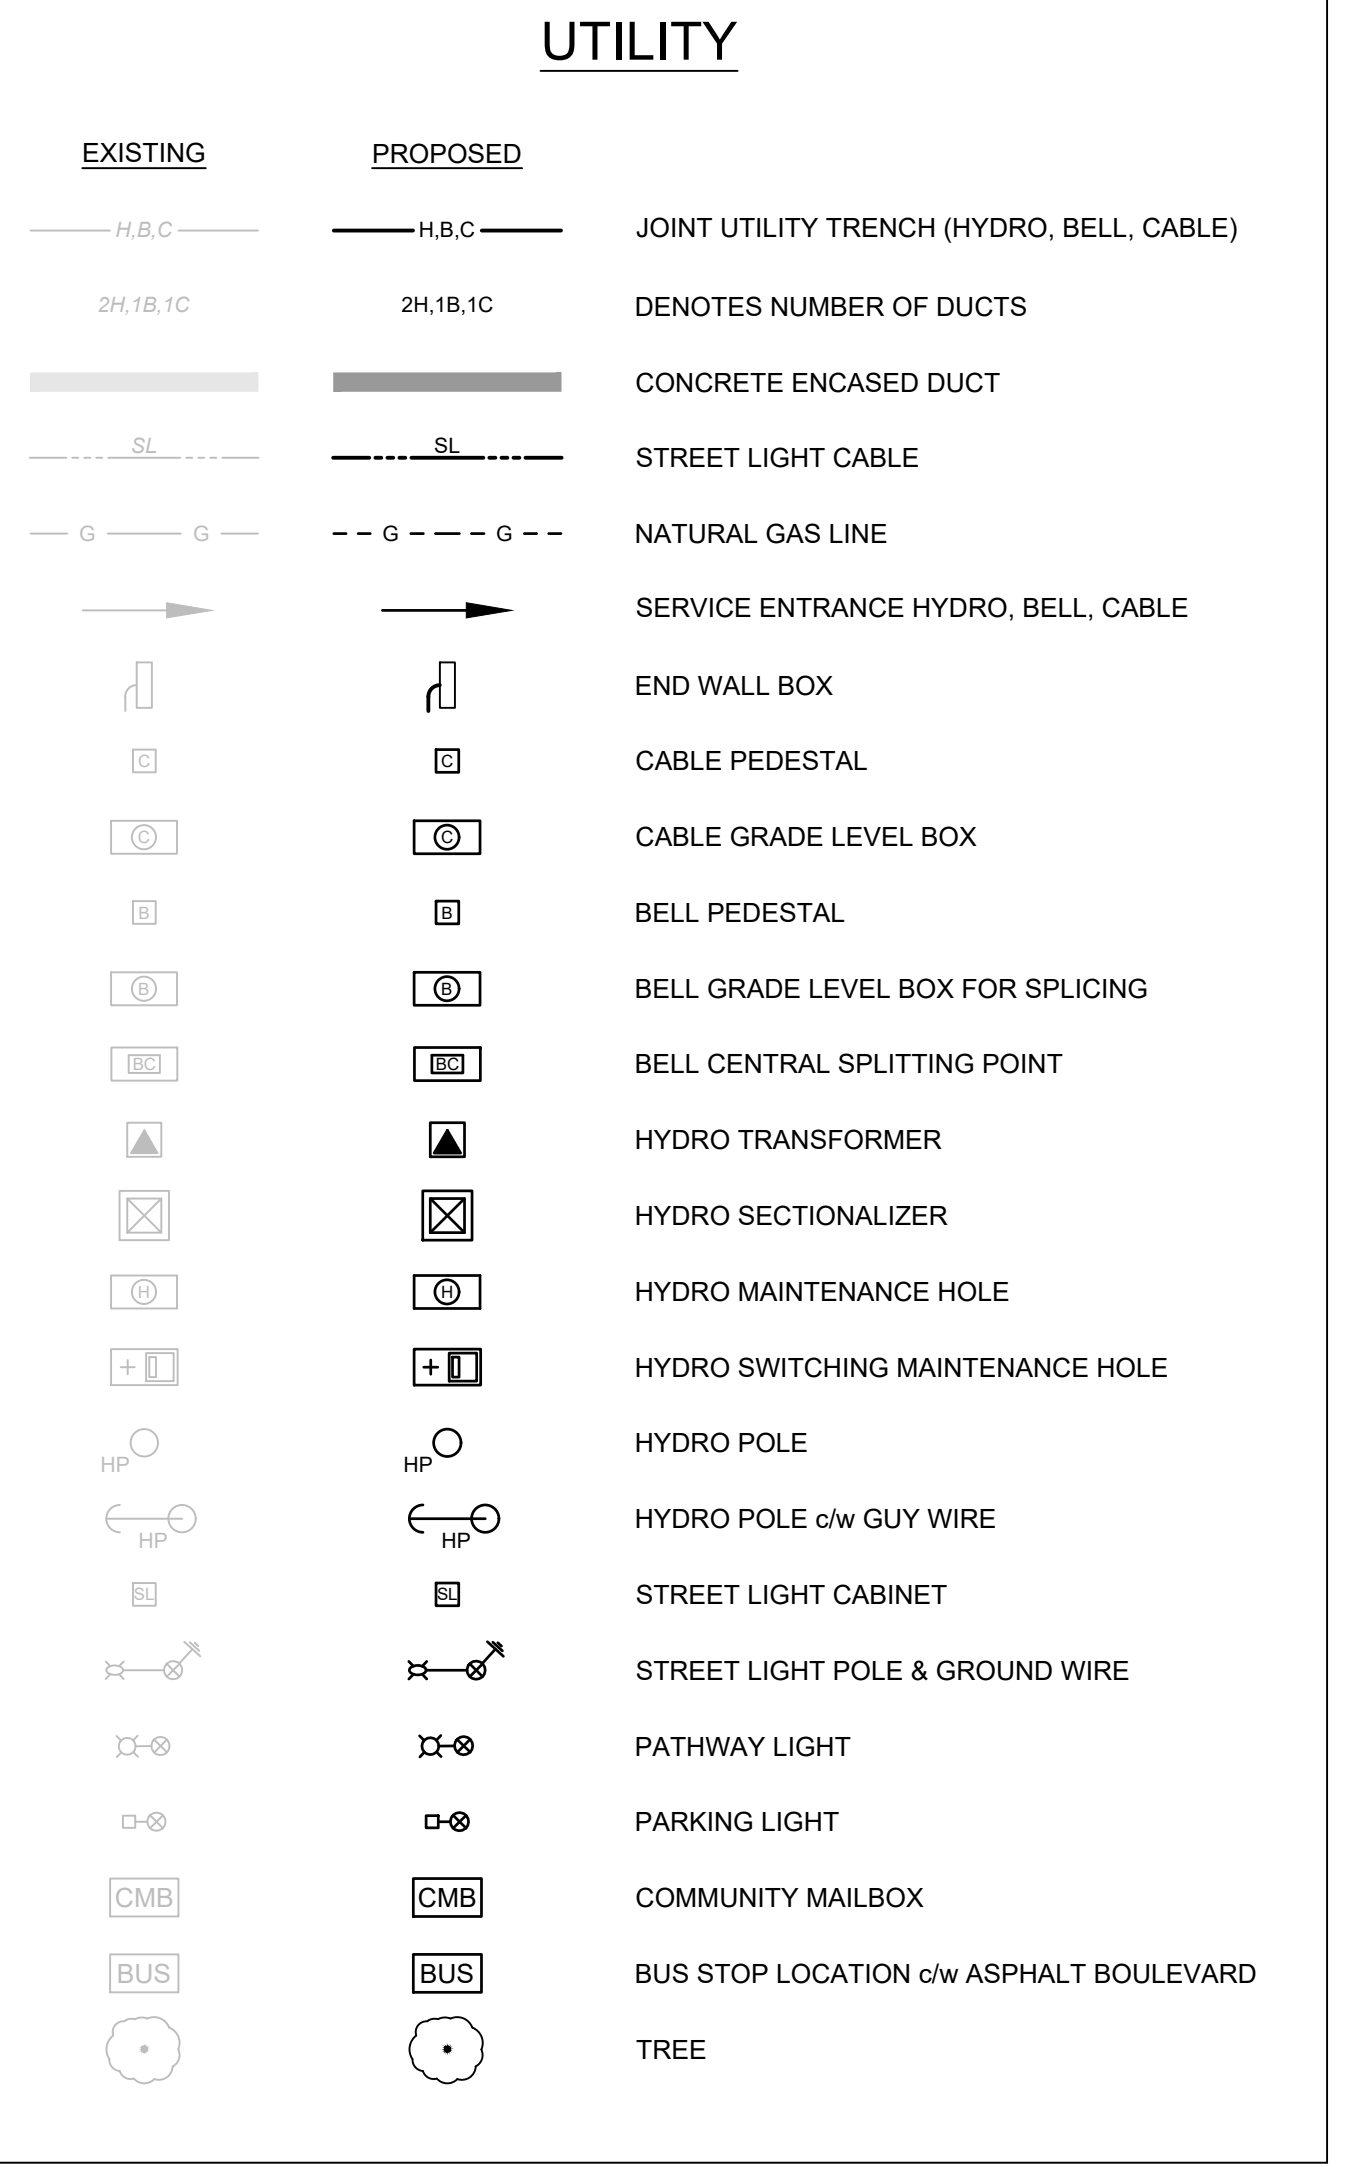 UTILITY
EXISTING PROPOSED
H,B,C H,B,C JOINT UTILITY TRENCH (HYDRO, BELL, CABLE)
2H,1B,1C 2H,1B,1C DENOTES NUMBER OF DUCTS
CONCRETE ENCASED DUCT
SL SL STREET LIGHT CABLE
G G G G NATURAL GAS LINE
SERVICE ENTRANCE HYDRO, BELL, CABLE
END WALL BOX
C C CABLE PEDESTAL
C C CABLE GRADE LEVEL BOX
B B BELL PEDESTAL
B B BELL GRADE LEVEL BOX FOR SPLICING
BC BC BELL CENTRAL SPLITTING POINT
HYDRO TRANSFORMER
HYDRO SECTIONALIZER
H H HYDRO MAINTENANCE HOLE
HYDRO SWITCHING MAINTENANCE HOLE
HP HP HYDRO POLE
HP HP HYDRO POLE c/w GUY WIRE
SL SL STREET LIGHT CABINET
STREET LIGHT POLE & GROUND WIRE
PATHWAY LIGHT
PARKING LIGHT
CMB CMB COMMUNITY MAILBOX
BUS BUS BUS STOP LOCATION c/w ASPHALT BOULEVARD
TREE